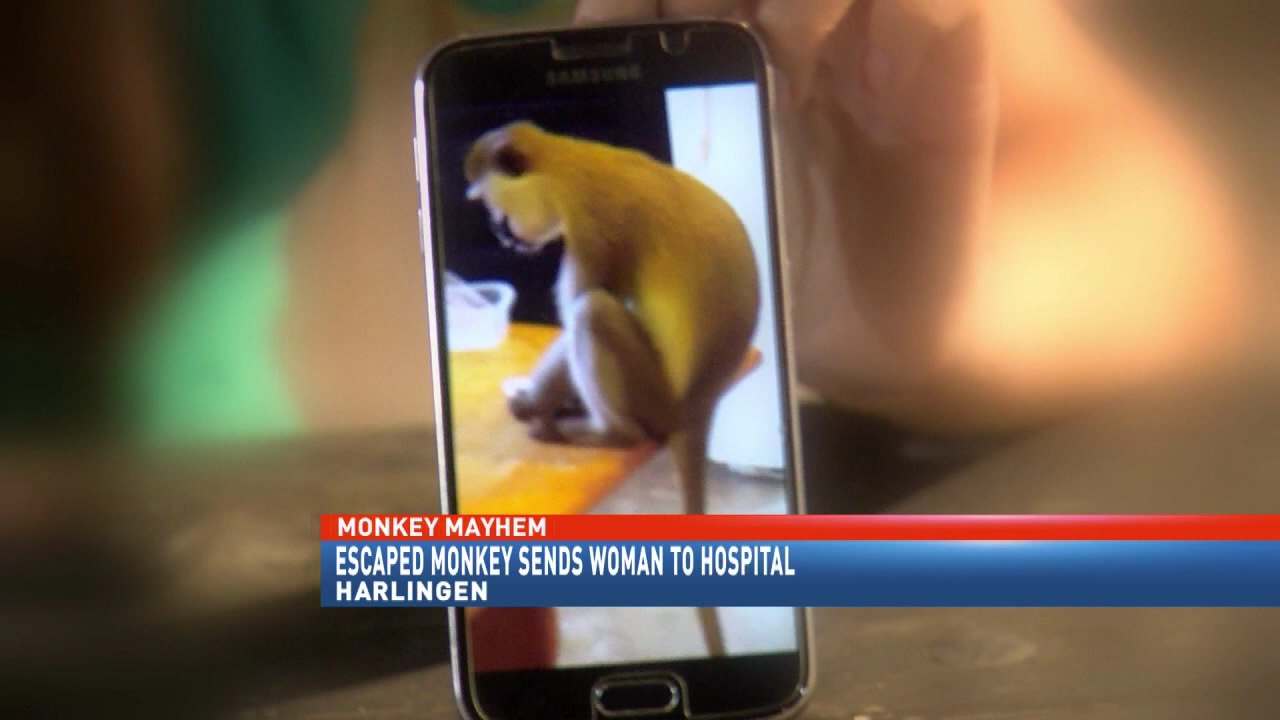 SAMSUNG
MONKEY MAYHEM
ESCAPED MONKEY SENDS WOMAN TO HOSPITAL
HARLINGEN